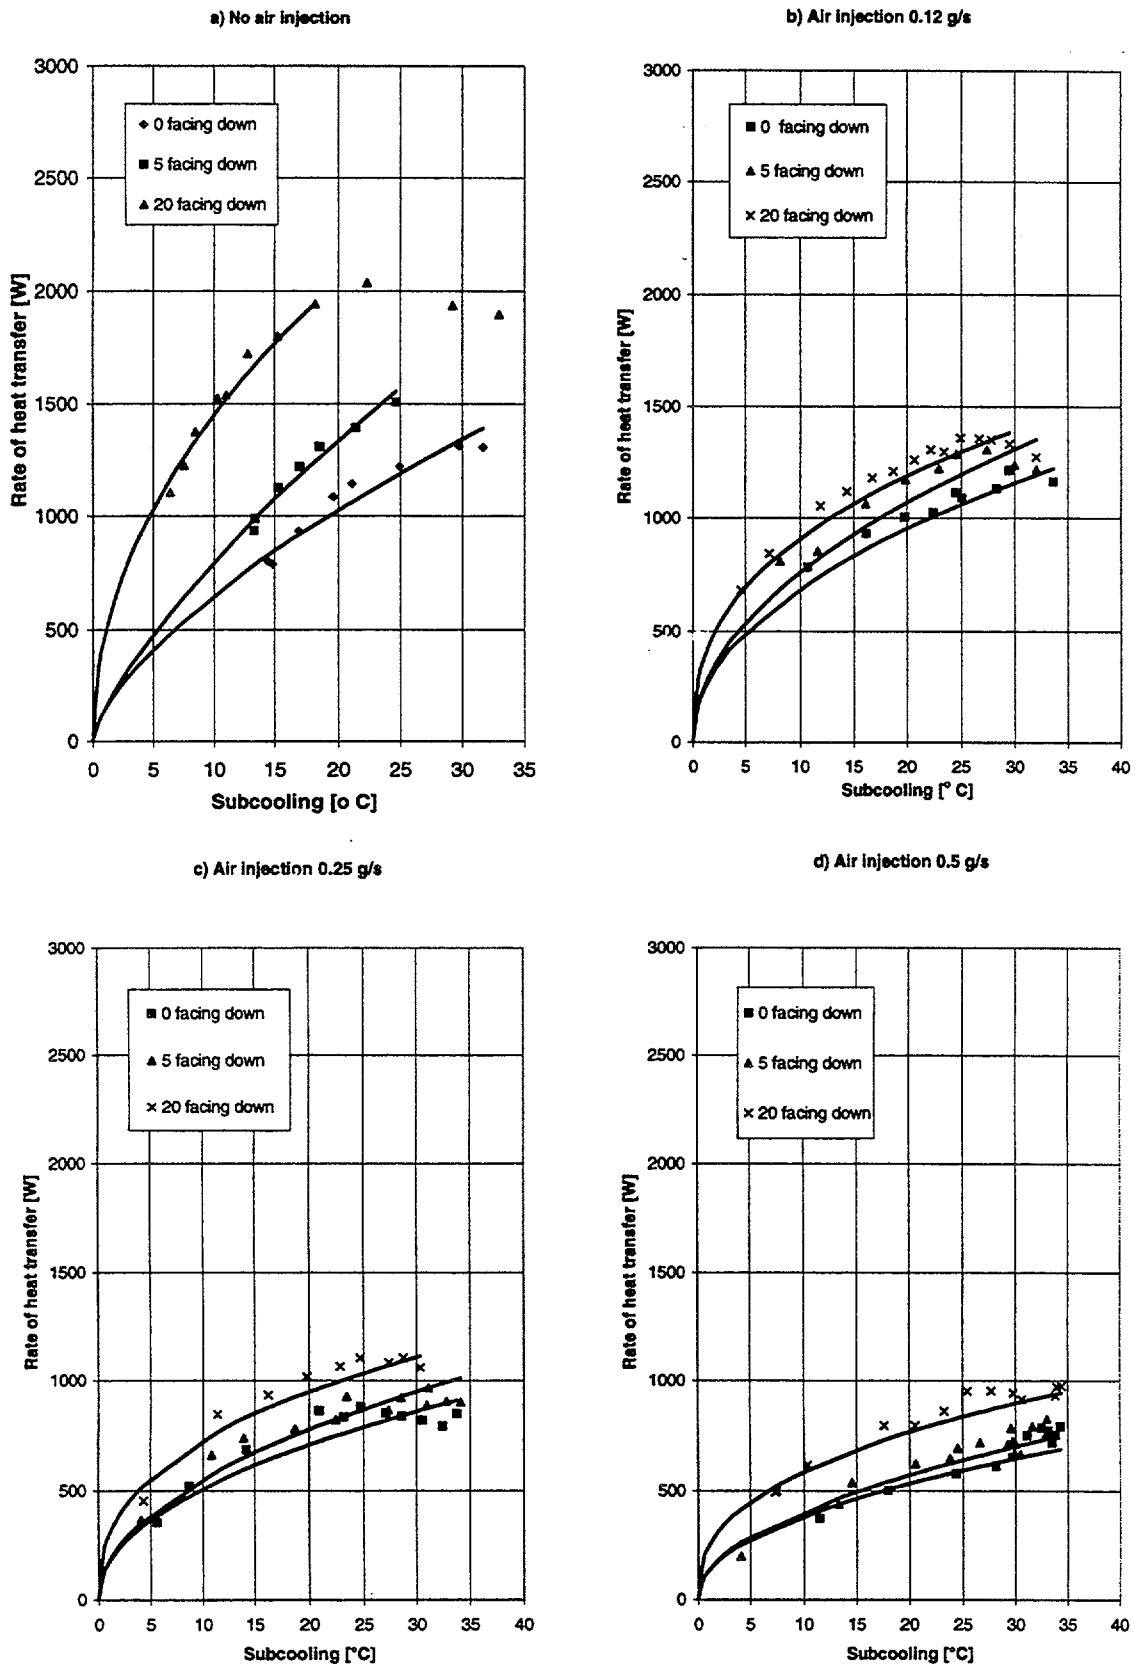 a) No air injection
3000
2500
2000
1500
1000
500
0
Rate of heat transfer [W]
0 facing down
5 facing down
20 facing down
0 5 10 15 20 25 30 35
Subcooling [o C]
b) Air injection 0.12 g/s
3000
2500
2000
1500
1000
500
0
Rate of heat transfer [W]
0 facing down
5 facing down
20 facing down
0 5 10 15 20 25 30 35 40
Subcooling [° C]
c) Air injection 0.25 g/s
3000
2500
2000
1500
1000
500
0
Rate of heat transfer [W]
0 facing down
5 facing down
20 facing down
0 5 10 15 20 25 30 35 40
Subcooling [°C]
d) Air injection 0.5 g/s
3000
2500
2000
1500
1000
500
0
Rate of heat transfer [W]
0 facing down
5 facing down
20 facing down
0 5 10 15 20 25 30 35 40
Subcooling [°C]